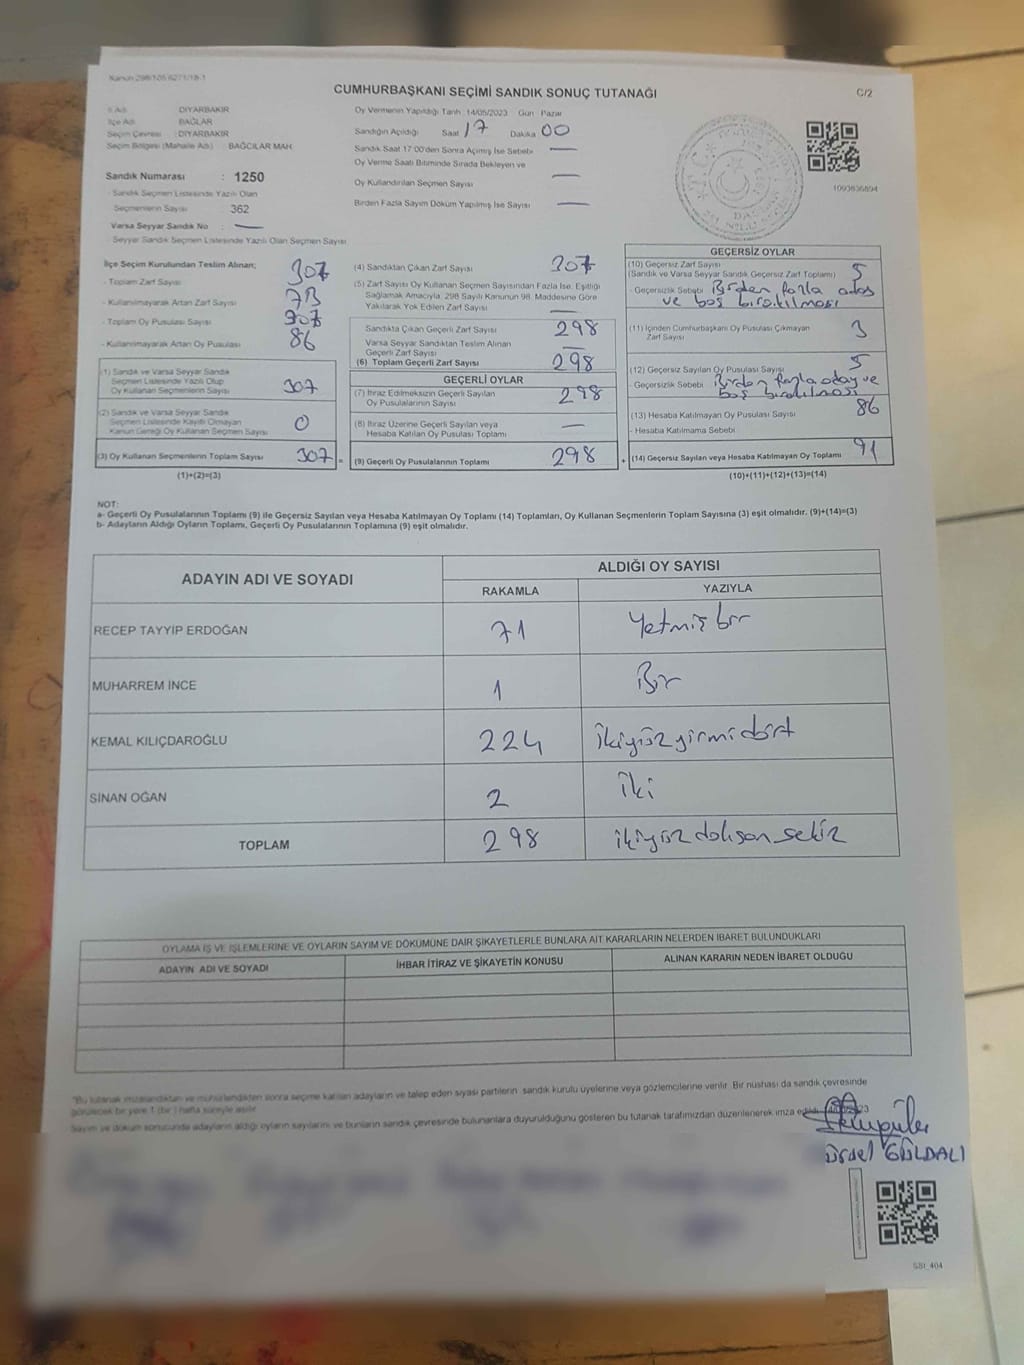 Kanun 298/105 6271/18-1
CUMHURBAŞKANI SEÇİMİ SANDIK SONUÇ TUTANAĞI
C/2
İl Adı : DİYARBAKIR
İlçe Adı : BAĞLAR
Seçim Çevresi : DİYARBAKIR
Seçim Bölgesi (Mahalle Adı) : BAĞCILAR MAH.
Sandık Numarası : 1250
- Sandık Seçmen Listesinde Yazılı Olan
Seçmenlerin Sayısı : 362
Varsa Seyyar Sandık No : —
- Seyyar Sandık Seçmen Listesinde Yazılı Olan Seçmen Sayısı
Oy Vermenin Yapıldığı Tarih :14/05/2023 Gün : Pazar
Sandığın Açıldığı Saat 17 Dakika 00
Sandık Saat 17:00'den Sonra Açılmış İse Sebebi —
Oy Verme Saati Bitiminde Sırada Bekleyen ve
Oy Kullandırılan Seçmen Sayısı —
Birden Fazla Sayım Döküm Yapılmış İse Sayısı —
1093836894
İlçe Seçim Kurulundan Teslim Alınan;
- Toplam Zarf Sayısı 307
- Kullanılmayarak Artan Zarf Sayısı 73
- Toplam Oy Pusulası Sayısı 307
- Kullanılmayarak Artan Oy Pusulası 86
(1) Sandık ve Varsa Seyyar Sandık
Seçmen Listesinde Yazılı Olup
Oy Kullanan Seçmenlerin Sayısı 307
(2) Sandık ve Varsa Seyyar Sandık
Seçmen Listesinde Kayıtlı Olmayan
Kanun Gereği Oy Kullanan Seçmen Sayısı 0
(3) Oy Kullanan Seçmenlerin Toplam Sayısı 307 =
(1)+(2)=(3)
(4) Sandıktan Çıkan Zarf Sayısı 307
(5) Zarf Sayısı Oy Kullanan Seçmen Sayısından Fazla İse, Eşitliği
Sağlamak Amacıyla, 298 Sayılı Kanunun 98. Maddesine Göre
Yakılarak Yok Edilen Zarf Sayısı —
Sandıkta Çıkan Geçerli Zarf Sayısı 298
Varsa Seyyar Sandıktan Teslim Alınan
Geçerli Zarf Sayısı —
(6) Toplam Geçerli Zarf Sayısı 298
GEÇERLİ OYLAR
(7) İtiraz Edilmeksizin Geçerli Sayılan
Oy Pusulalarının Sayısı 298
(8) İtiraz Üzerine Geçerli Sayılan veya
Hesaba Katılan Oy Pusulası Toplamı —
(9) Geçerli Oy Pusulalarının Toplamı 298 +
GEÇERSİZ OYLAR
(10) Geçersiz Zarf Sayısı
(Sandık ve Varsa Seyyar Sandık Geçersiz Zarf Toplamı) 5
- Geçersizlik Sebebi Birden fazla aday
ve boş bırakılması
(11) İçinden Cumhurbaşkanı Oy Pusulası Çıkmayan
Zarf Sayısı 3
(12) Geçersiz Sayılan Oy Pusulası Sayısı 5
- Geçersizlik Sebebi Birden fazla aday ve
boş bırakılması
(13) Hesaba Katılmayan Oy Pusulası Sayısı 86
- Hesaba Katılmama Sebebi
(14) Geçersiz Sayılan veya Hesaba Katılmayan Oy Toplamı 91
(10)+(11)+(12)+(13)=(14)
NOT:
a- Geçerli Oy Pusulalarının Toplamı (9) ile Geçersiz Sayılan veya Hesaba Katılmayan Oy Toplamı (14) Toplamları, Oy Kullanan Seçmenlerin Toplam Sayısına (3) eşit olmalıdır. (9)+(14)=(3)
b- Adayların Aldığı Oyların Toplamı, Geçerli Oy Pusulalarının Toplamına (9) eşit olmalıdır.
ADAYIN ADI VE SOYADI ALDIĞI OY SAYISI
RAKAMLA YAZIYLA
RECEP TAYYİP ERDOĞAN 71 Yetmiş bir
MUHARREM İNCE 1 Bir
KEMAL KILIÇDAROĞLU 224 ikiyüzyirmidört
SİNAN OĞAN 2 iki
TOPLAM 298 ikiyüz doksan sekiz
OYLAMA İŞ VE İŞLEMLERİNE VE OYLARIN SAYIM VE DÖKÜMÜNE DAİR ŞİKAYETLERLE BUNLARA AİT KARARLARIN NELERDEN İBARET BULUNDUKLARI
ADAYIN ADI VE SOYADI İHBAR İTİRAZ VE ŞİKAYETİN KONUSU ALINAN KARARIN NEDEN İBARET OLDUĞU
"Bu tutanak imzalandıktan ve mühürlendikten sonra seçime katılan adayların ve talep eden siyasi partilerin sandık kurulu üyelerine veya gözlemcilerine verilir. Bir nüshası da sandık çevresinde
görülecek bir yere 1 (bir) hafta süreyle asılır.
Sayım ve döküm sonucunda adayların aldığı oyların sayılarını ve bunların sandık çevresinde bulunanlara duyurulduğunu gösteren bu tutanak tarafımızdan düzenlenerek imza edildi.
GÜLDALI
SBI_404